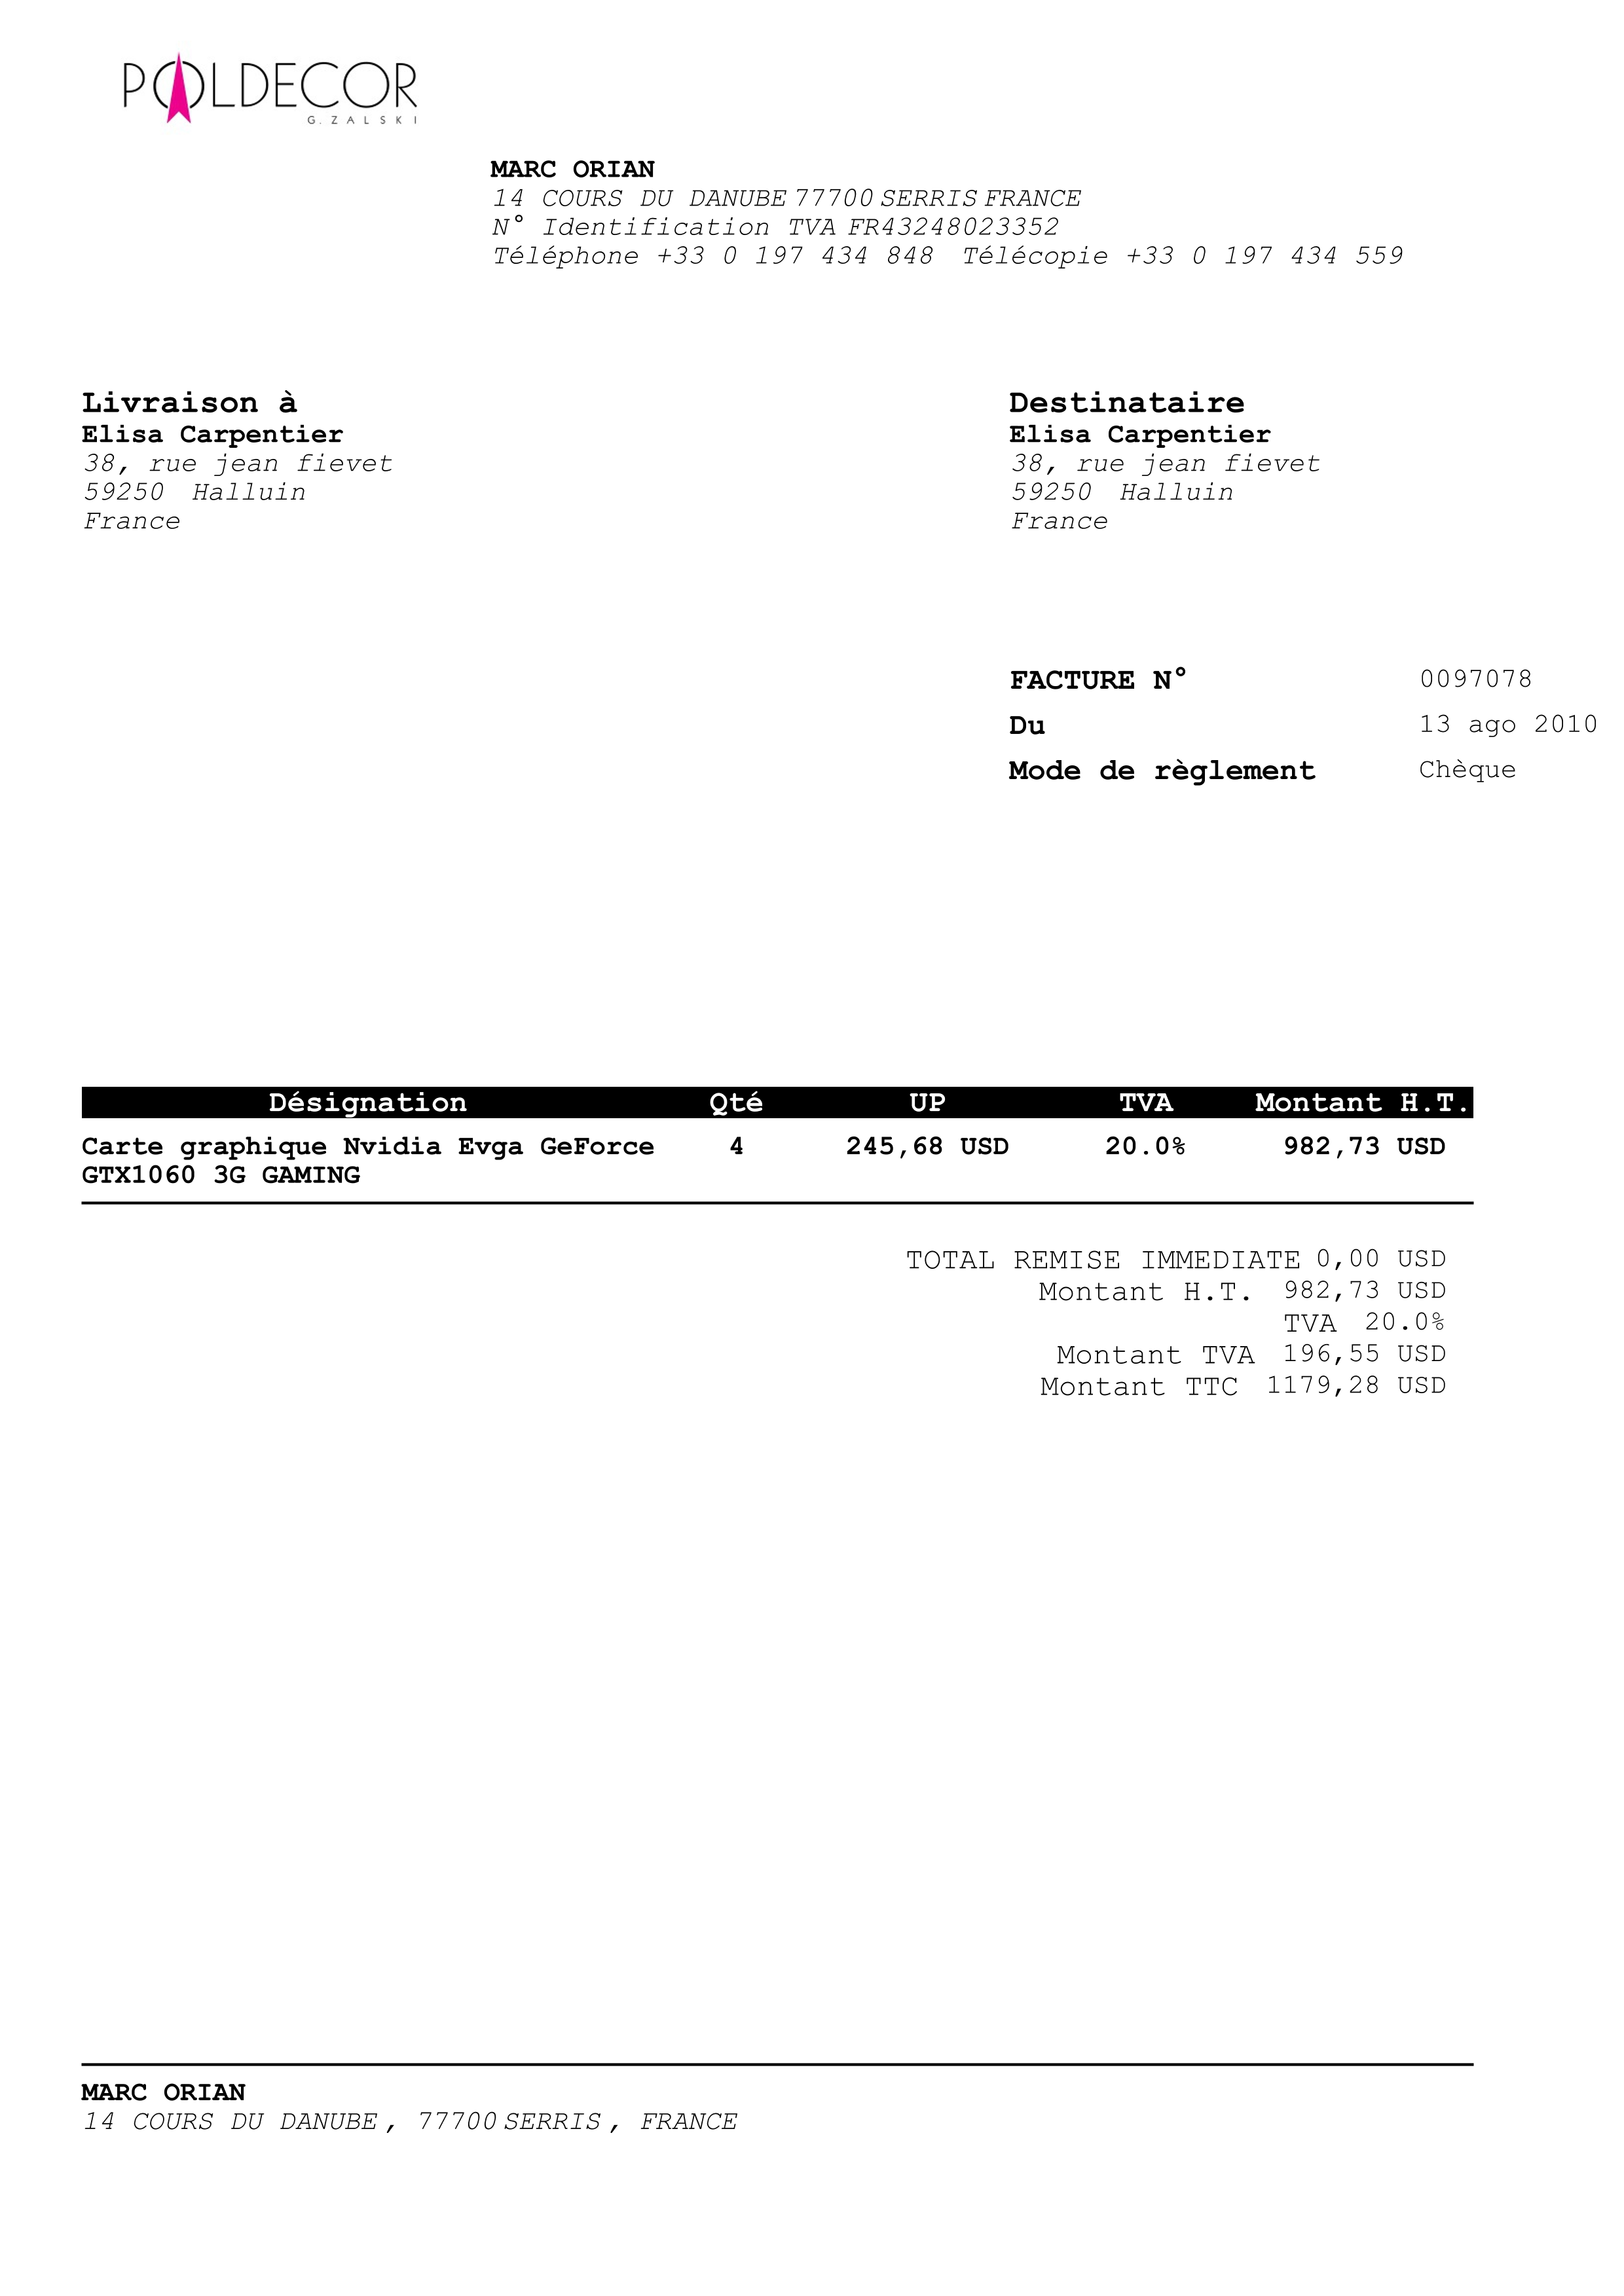 POLDECOR
G.ZALSKI
MARC ORIAN
14 COURS DU DANUBE 77700 SERRIS FRANCE
N° Identification TVA FR43248023352
Téléphone +33 0 197 434 848 Télécopie +33 0 197 434 559
Livraison à
Elisa Carpentier
38, rue jean fievet
59250 Halluin
France
Destinataire
Elisa Carpentier
38, rue jean fievet
59250 Halluin
France
FACTURE N° 0097078
Du 13 ago 2010
Mode de règlement Chèque
Désignation Qté UP TVA Montant H.T.
Carte graphique Nvidia Evga GeForce 4 245,68 USD 20.0% 982,73 USD
GTX1060 3G GAMING
TOTAL REMISE IMMEDIATE 0,00 USD
Montant H.T. 982,73 USD
TVA 20.0%
Montant TVA 196,55 USD
Montant TTC 1179,28 USD
MARC ORIAN
14 COURS DU DANUBE , 77700 SERRIS , FRANCE